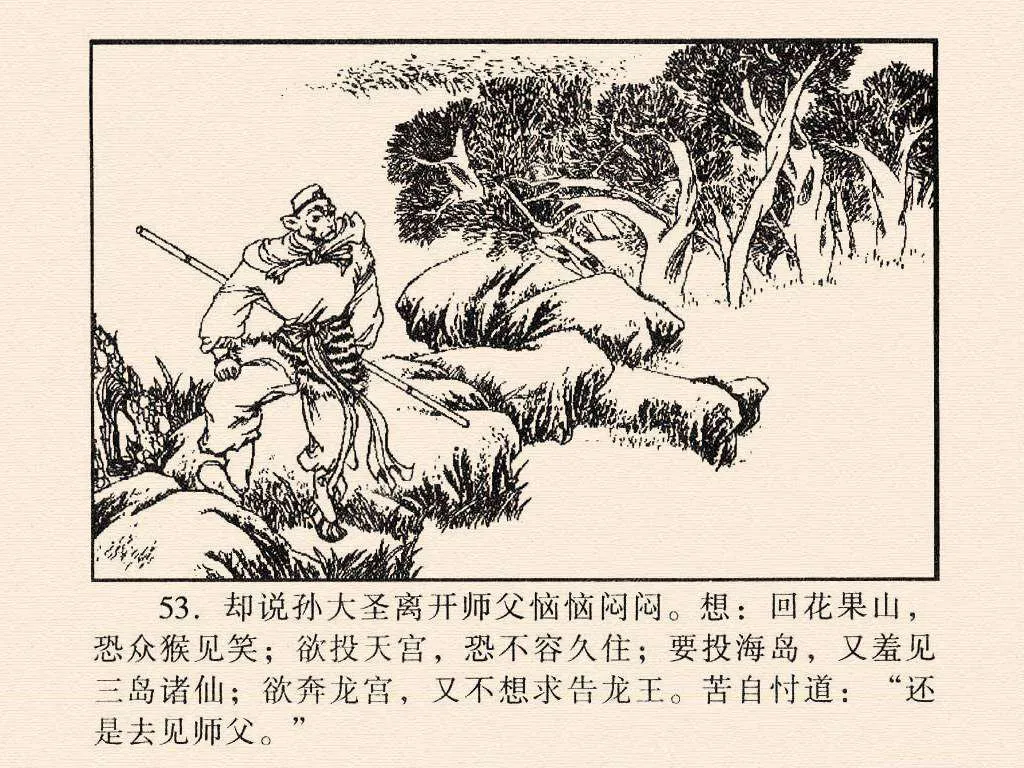 53. 却说孙大圣离开师父恼恼闷闷。想：回花果山，
恐众猴见笑；欲投天宫，恐不容久住；要投海岛，又羞见
三岛诸仙；欲奔龙宫，又不想求告龙王。苦自忖道：“还
是去见师父。”